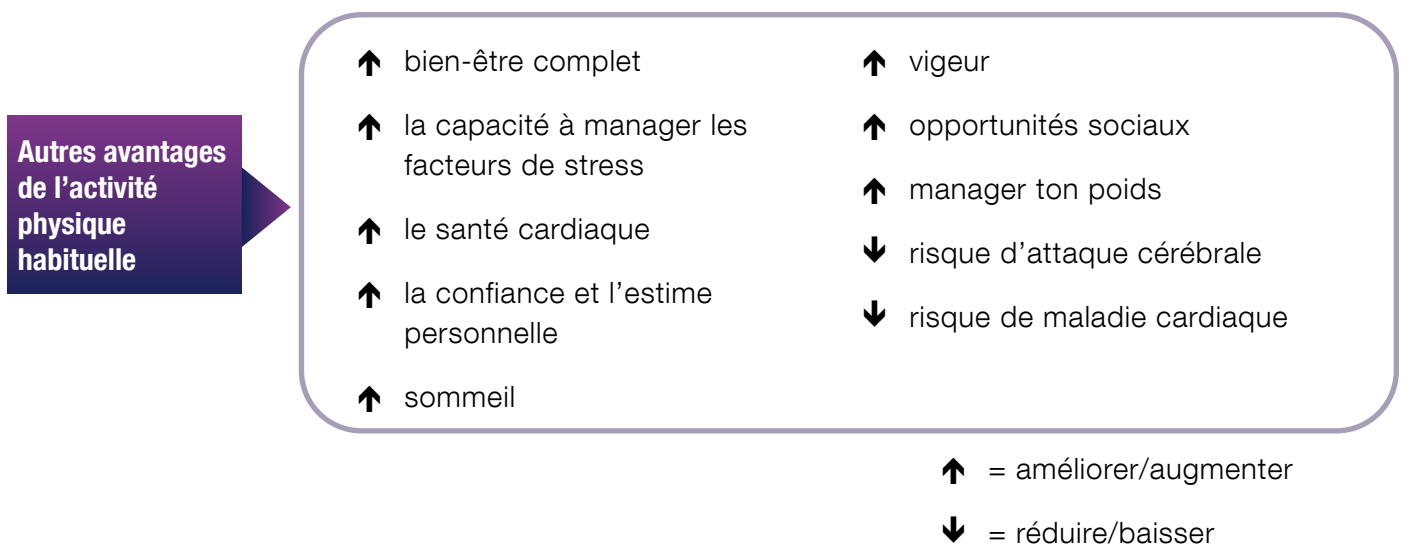 Autres avantages
de l’activité
physique
habituelle
↑ bien-être complet
↑ la capacité à manager les
facteurs de stress
↑ le santé cardiaque
↑ la confiance et l’estime
personnelle
↑ sommeil
↑ vigeur
↑ opportunités sociaux
↑ manager ton poids
↓ risque d’attaque cérébrale
↓ risque de maladie cardiaque
↑ = améliorer/augmenter
↓ = réduire/baisser